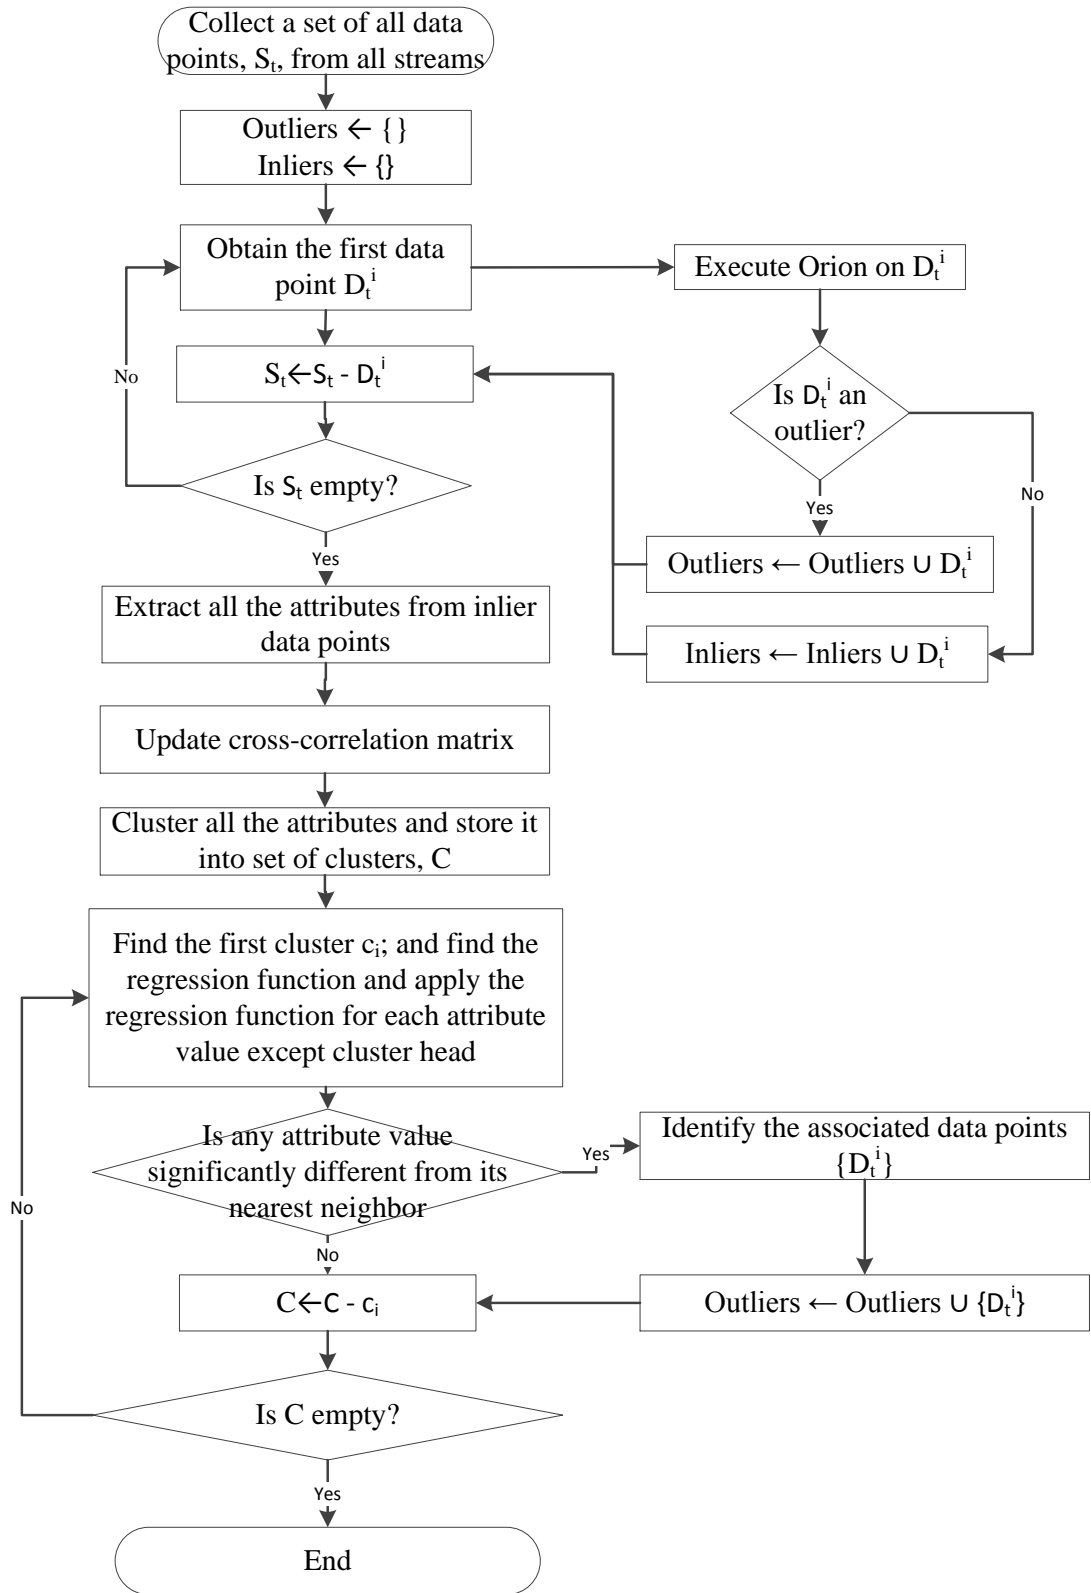 Collect a set of all data
points, Sₜ, from all streams
Outliers ← { }
Inliers ← {}
Obtain the first data
point Dₜⁱ
Execute Orion on Dₜⁱ
No
Sₜ←Sₜ - Dₜⁱ
Is Dₜⁱ an
outlier?
Is Sₜ empty?
No
Yes
Yes
Outliers ← Outliers ∪ Dₜⁱ
Extract all the attributes from inlier
data points
Inliers ← Inliers ∪ Dₜⁱ
Update cross-correlation matrix
Cluster all the attributes and store it
into set of clusters, C
Find the first cluster cᵢ; and find the
regression function and apply the
regression function for each attribute
value except cluster head
Is any attribute value
significantly different from its
nearest neighbor
Yes
Identify the associated data points
{Dₜⁱ}
No
No
C←C - cᵢ
Outliers ← Outliers ∪ {Dₜⁱ}
Is C empty?
Yes
End